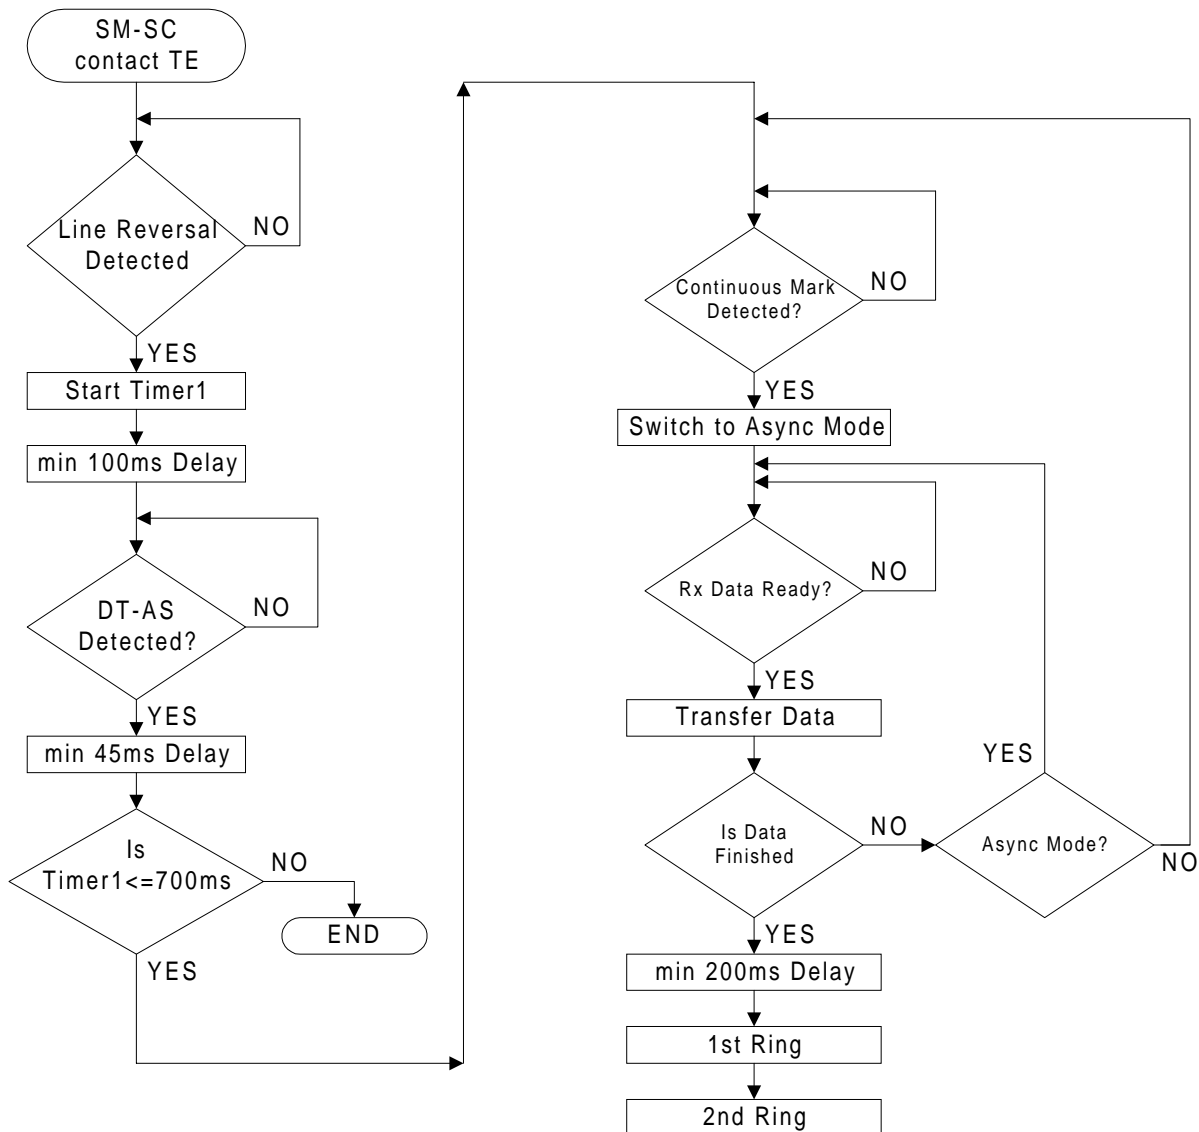 SM-SC
contact TE
Line Reversal
Detected
NO
YES
Start Timer1
min 100ms Delay
DT-AS
Detected?
NO
YES
min 45ms Delay
Is
Timer1<=700ms
NO
END
YES
Continuous Mark
Detected?
NO
YES
Switch to Async Mode
Rx Data Ready?
NO
YES
Transfer Data
Is Data
Finished
NO
Async Mode?
YES
NO
YES
min 200ms Delay
1st Ring
2nd Ring